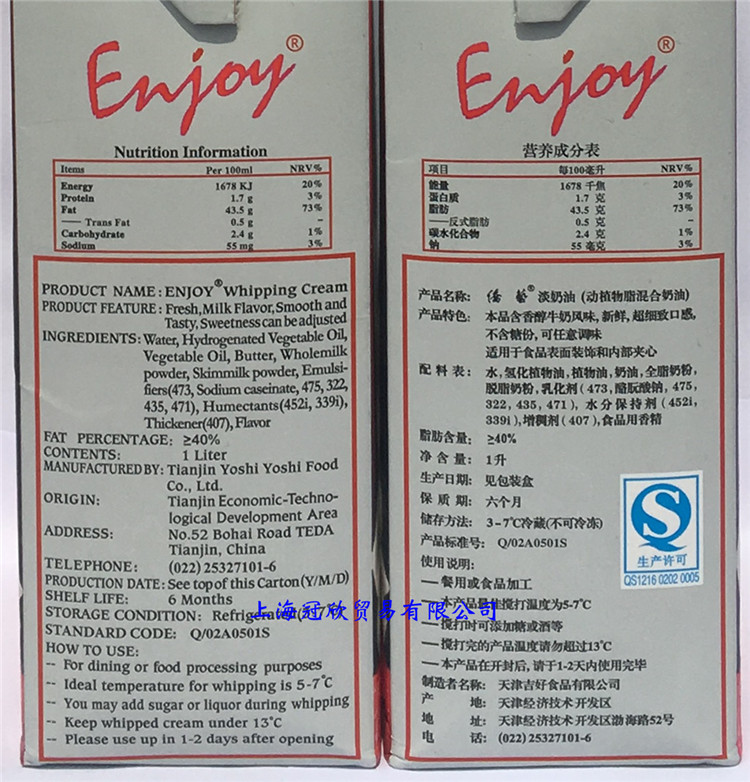 Enjoy®
Nutrition Information
Items Per 100ml NRV%
Energy 1678 KJ 20%
Protein 1.7 g 3%
Fat 43.5 g 73%
—— Trans Fat 0.5 g –
Carbohydrate 2.4 g 1%
Sodium 55 mg 3%
PRODUCT NAME: ENJOY® Whipping Cream
PRODUCT FEATURE: Fresh, Milk Flavor, Smooth and
Tasty, Sweetness can be adjusted
INGREDIENTS: Water, Hydrogenated Vegetable Oil,
Vegetable Oil, Butter, Wholemilk
powder, Skimmilk powder, Emulsi-
fiers(473, Sodium caseinate, 475, 322,
435, 471), Humectants(452i, 339i),
Thickener(407), Flavor
FAT PERCENTAGE: ≥40%
CONTENTS: 1 Liter
MANUFACTURED BY: Tianjin Yoshi Yoshi Food
Co., Ltd.
ORIGIN: Tianjin Economic-Techno-
logical Development Area
ADDRESS: No.52 Bohai Road TEDA
Tianjin, China
TELEPHONE: (022) 25327101-6
PRODUCTION DATE: See top of this Carton (Y/M/D)
SHELF LIFE: 6 Months
STORAGE CONDITION: Refrigerated
STANDARD CODE: Q/02A0501S
HOW TO USE:
-- For dining or food processing purposes
-- Ideal temperature for whipping is 5-7℃
-- You may add sugar or liquor during whipping
-- Keep whipped cream under 13℃
-- Please use up in 1-2 days after opening
Enjoy®
营养成分表
项目 每100毫升 NRV%
能量 1678 千焦 20%
蛋白质 1.7 克 3%
脂肪 43.5 克 73%
——反式脂肪 0.5 克 –
碳水化合物 2.4 克 1%
钠 55 毫克 3%
产品名称: ® 淡奶油 (动植物脂混合奶油)
产品特色: 本品含香醇牛奶风味, 新鲜, 超细致口感,
不含糖份, 可任意调味
适用于食品表面装饰和内部夹心
配料表: 水, 氢化植物油, 植物油, 奶油, 全脂奶粉,
脱脂奶粉, 乳化剂 (473, 酪朊酸钠, 475,
322, 435, 471), 水分保持剂 (452i,
339i), 增稠剂 (407), 食品用香精
脂肪含量: ≥40%
净含量: 1升
生产日期: 见包装盒
保质期: 六个月
储存方法: 3-7℃冷藏(不可冷冻)
产品标准号: Q/02A0501S
使用说明:
—餐用或食品加工
—本产品最佳搅打温度为5-7℃
—搅打时可添加糖或酒等
—搅打完的产品温度请勿超过13℃
—本产品在开封后, 请于1-2天内使用完毕
制造者名称: 天津吉好食品有限公司
产地: 天津经济技术开发区
地址: 天津经济技术开发区渤海路52号
电话: (022) 25327101-6
生产许可
QS1216 0202 0005
上海冠欣贸易有限公司